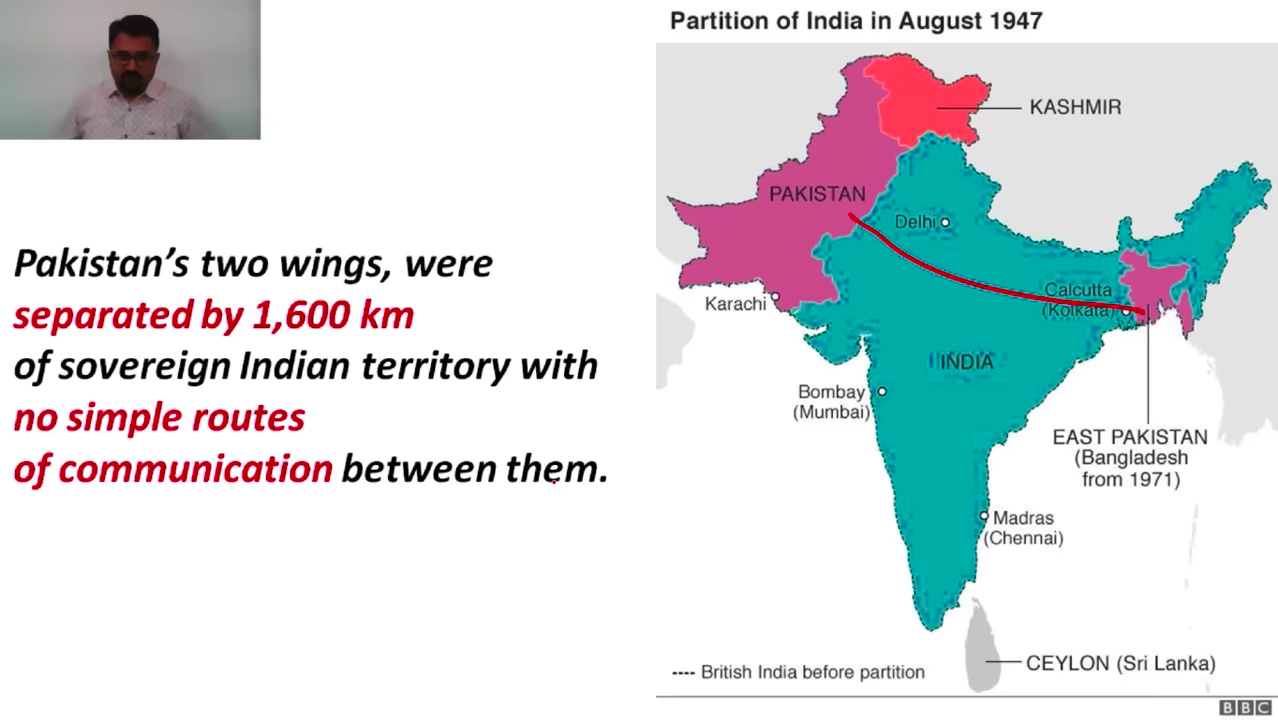 Partition of India in August 1947
KASHMIR
PAKISTAN
Delhi
Pakistan’s two wings, were
separated by 1,600 km
of sovereign Indian territory with
no simple routes
of communication between them.
Karachi
Calcutta
(Kolkata)
INDIA
Bombay
(Mumbai)
EAST PAKISTAN
(Bangladesh
from 1971)
Madras
(Chennai)
CEYLON (Sri Lanka)
---- British India before partition
BBC